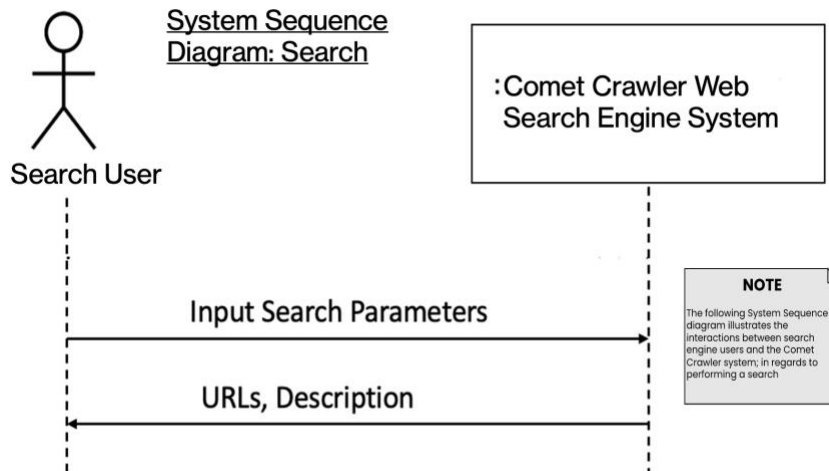 System Sequence
Diagram: Search
:Comet Crawler Web
Search Engine System
Search User
Input Search Parameters
NOTE
The following System Sequence
diagram illustrates the
interactions between search
engine users and the Comet
Crawler system; in regards to
performing a search
URLs, Description